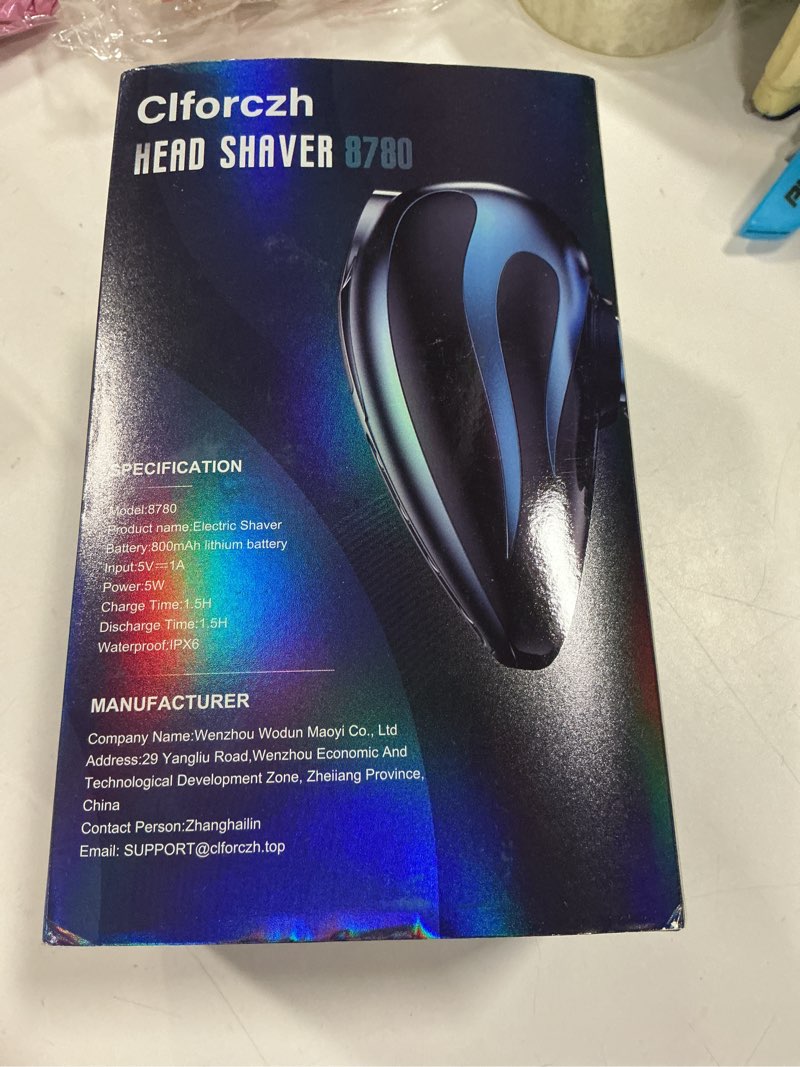 Clforczh
HEAD SHAVER 8780
SPECIFICATION
Model:8780
Product name:Electric Shaver
Battery:800mAh lithium battery
Input:5V⎓1A
Power:5W
Charge Time:1.5H
Discharge Time:1.5H
Waterproof:IPX6
MANUFACTURER
Company Name:Wenzhou Wodun Maoyi Co., Ltd
Address:29 Yangliu Road,Wenzhou Economic And
Technological Development Zone, Zheiiang Province,
China
Contact Person:Zhanghailin
Email: SUPPORT@clforczh.top